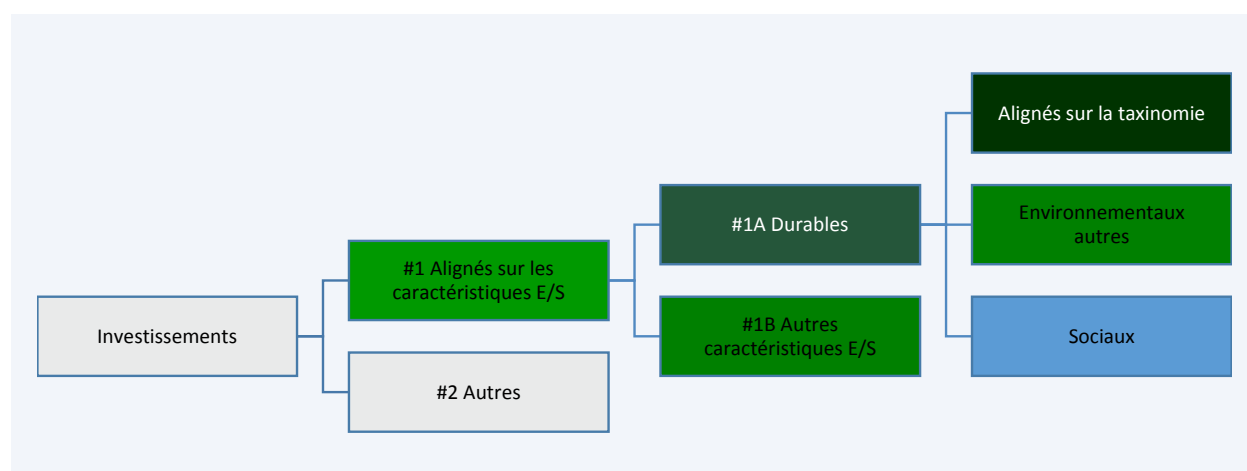 Investissements
#1 Alignés sur les
caractéristiques E/S
#2 Autres
#1A Durables
#1B Autres
caractéristiques E/S
Alignés sur la taxinomie
Environnementaux
autres
Sociaux